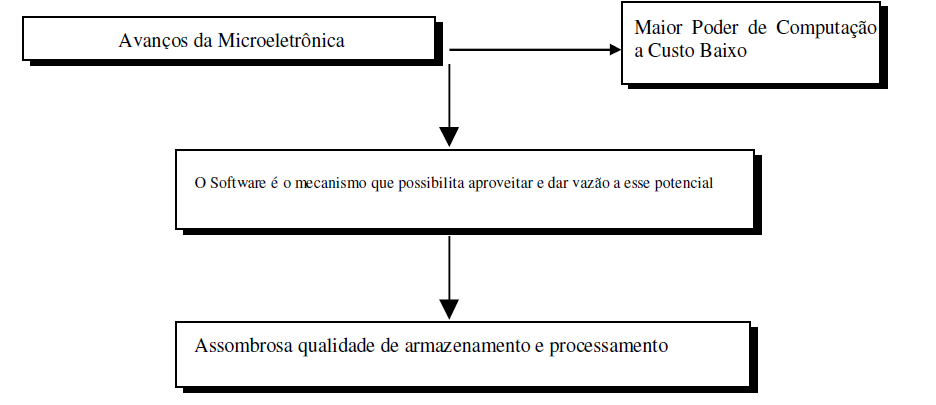 Avanços da Microeletrônica
Maior Poder de Computação
a Custo Baixo
O Software é o mecanismo que possibilita aproveitar e dar vazão a esse potencial
Assombrosa qualidade de armazenamento e processamento